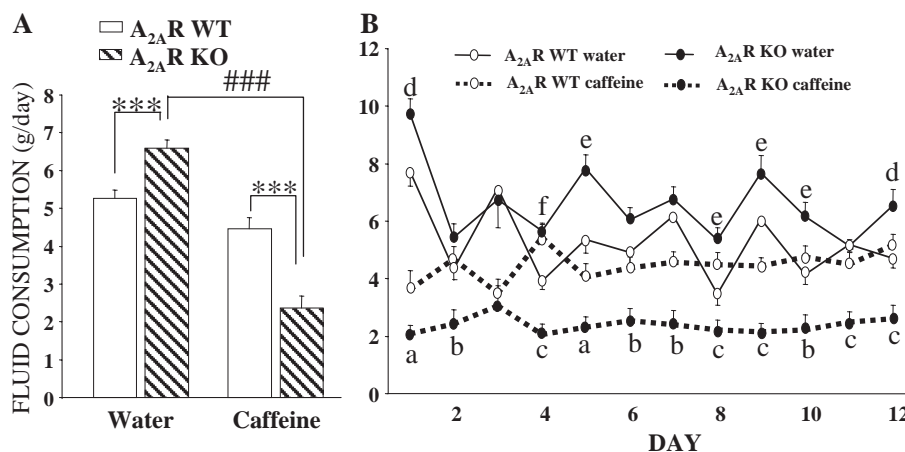 A
A2AR WT
A2AR KO
FLUID CONSUMPTION (g/day)
8
7
6
5
4
3
2
1
0
***
###
***
Water
Caffeine
B
12
10
8
6
4
2
0
A2AR WT water
A2AR KO water
A2AR WT caffeine
A2AR KO caffeine
d
f
e
e
e
e
d
a
b
c
a
b
b
c
c
b
c
c
2
4
6
8
10
12
DAY